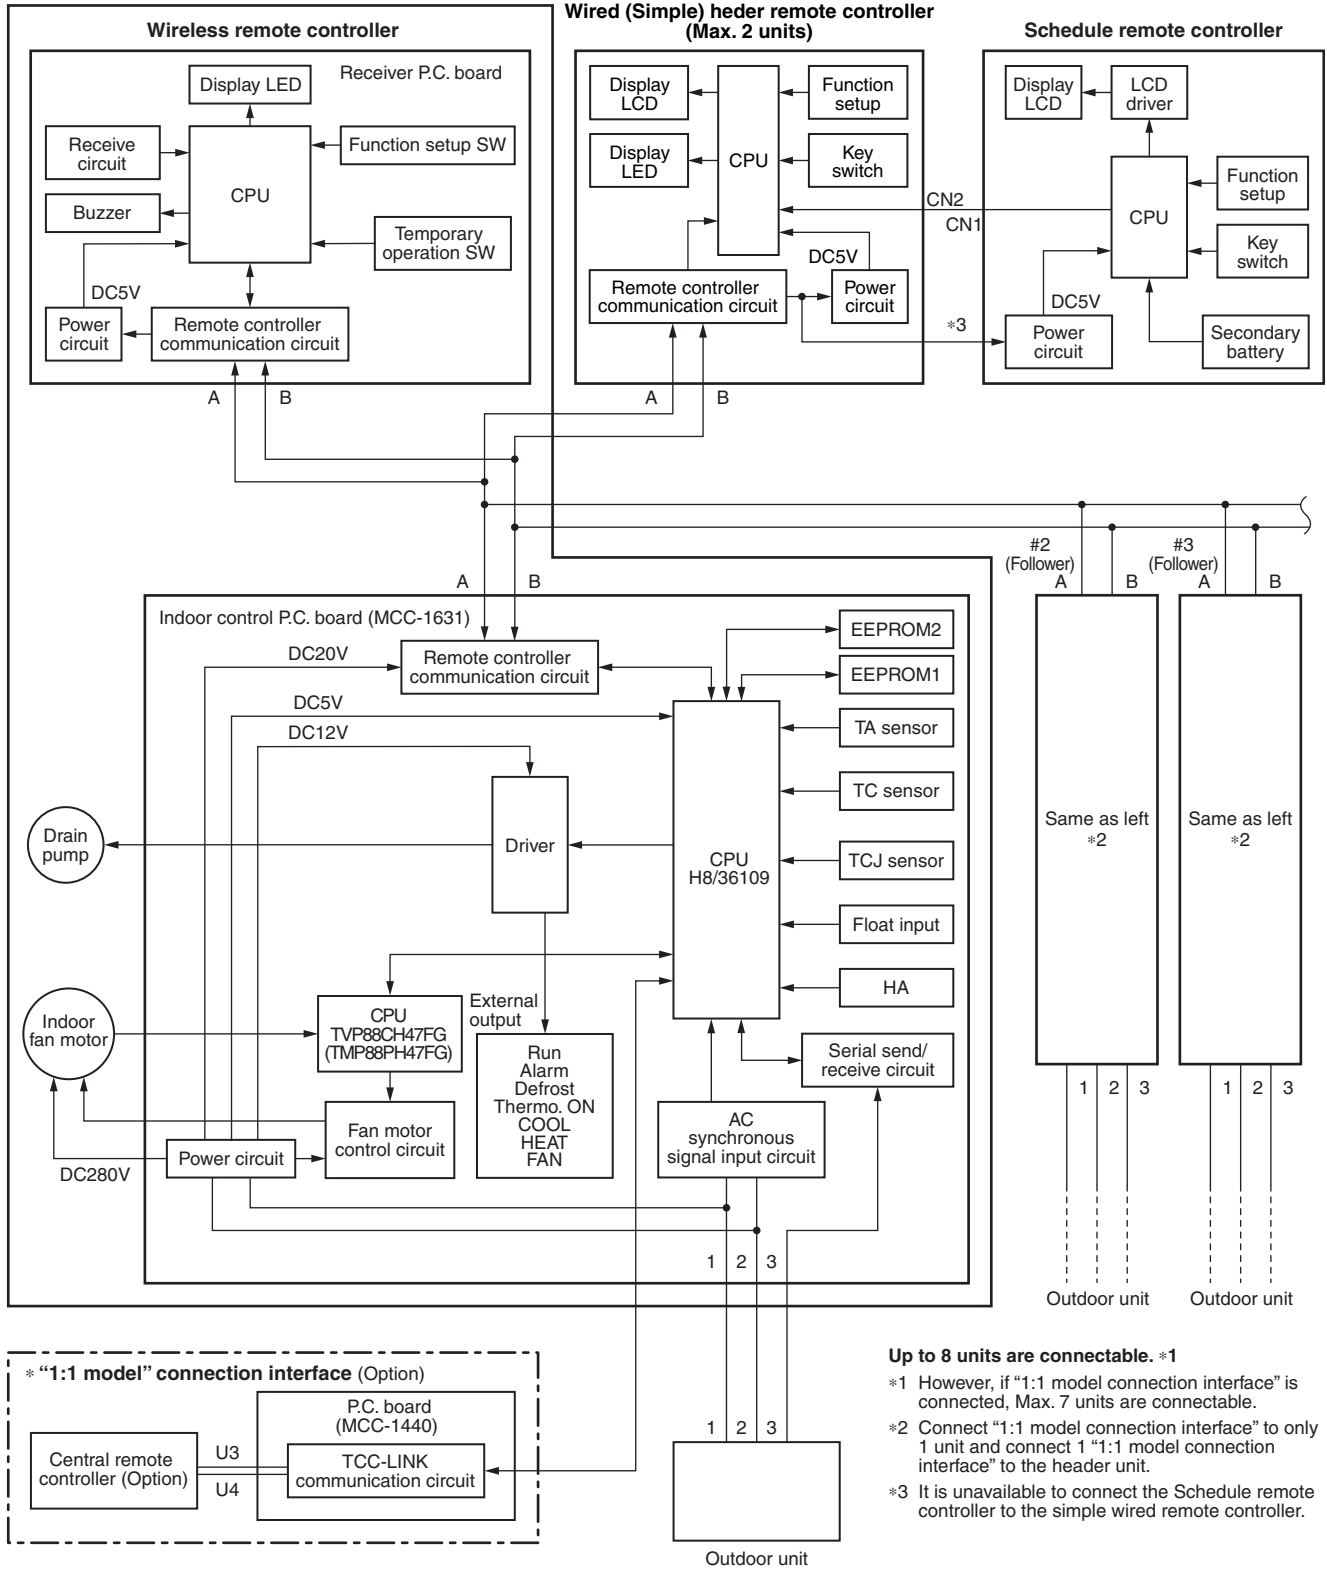 Wireless remote controller
Wired (Simple) heder remote controller
(Max. 2 units)
Schedule remote controller
Receiver P.C. board
Display LED
Receive
circuit
Function setup SW
CPU
Buzzer
Temporary
operation SW
DC5V
Power
circuit
Remote controller
communication circuit
A
B
Display
LCD
Function
setup
Display
LED
CPU
Key
switch
CN2
CN1
DC5V
Remote controller
communication circuit
Power
circuit
A
B
Display
LCD
LCD
driver
Function
setup
CPU
Key
switch
DC5V
*3
Power
circuit
Secondary
battery
#2
(Follower)
A
B
#3
(Follower)
A
B
A
B
Indoor control P.C. board (MCC-1631)
DC20V
Remote controller
communication circuit
EEPROM2
EEPROM1
DC5V
DC12V
TA sensor
TC sensor
Drain
pump
Driver
CPU
H8/36109
TCJ sensor
Float input
HA
Same as left
*2
Same as left
*2
Indoor
fan motor
CPU
TVP88CH47FG
(TMP88PH47FG)
External
output
Run
Alarm
Defrost
Thermo. ON
COOL
HEAT
FAN
Serial send/
receive circuit
AC
synchronous
signal input circuit
Fan motor
control circuit
Power circuit
DC280V
1
2
3
1
2
3
1
2
3
Outdoor unit
Outdoor unit
* “1:1 model” connection interface (Option)
P.C. board
(MCC-1440)
Central remote
controller (Option)
U3
U4
TCC-LINK
communication circuit
1
2
3
Outdoor unit
Up to 8 units are connectable. *1
*1 However, if “1:1 model connection interface” is
connected, Max. 7 units are connectable.
*2 Connect “1:1 model connection interface” to only
1 unit and connect 1 “1:1 model connection
interface” to the header unit.
*3 It is unavailable to connect the Schedule remote
controller to the simple wired remote controller.